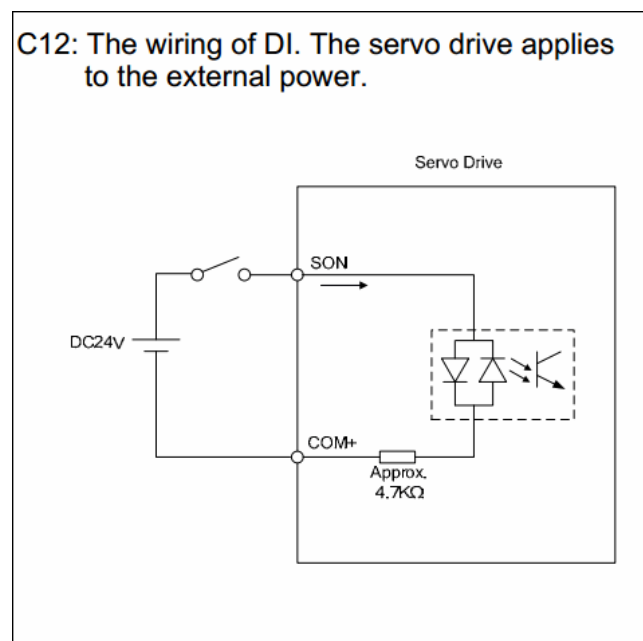 C12: The wiring of DI. The servo drive applies
to the external power.
Servo Drive
SON
DC24V
COM+
Approx.
4.7KΩ